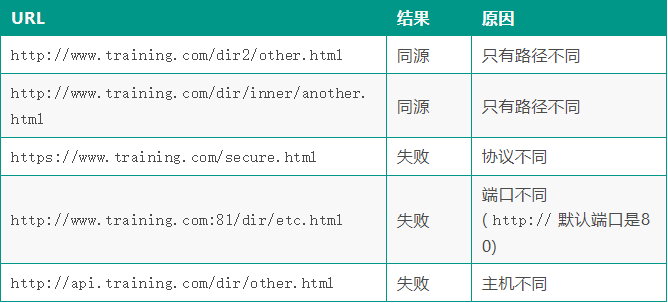 URL 结果 原因
http://www.training.com/dir2/other.html 同源 只有路径不同
http://www.training.com/dir/inner/another.
html 同源 只有路径不同
https://www.training.com/secure.html 失败 协议不同
http://www.training.com:81/dir/etc.html 失败 端口不同
( http:// 默认端口是8
0)
http://api.training.com/dir/other.html 失败 主机不同